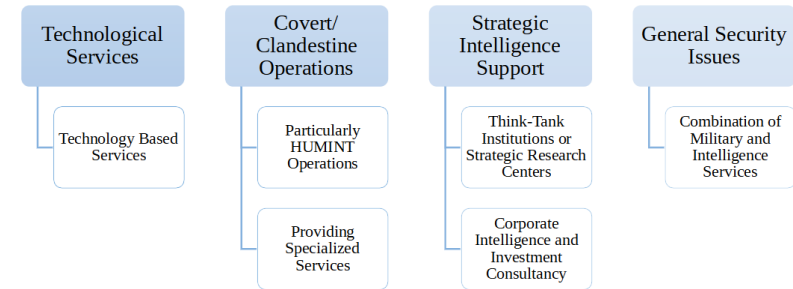 Technological
Services
Technology Based
Services
Covert/
Clandestine
Operations
Particularly
HUMINT
Operations
Providing
Specialized
Services
Strategic
Intelligence
Support
Think-Tank
Institutions or
Strategic Research
Centers
Corporate
Intelligence and
Investment
Consultancy
General Security
Issues
Combination of
Military and
Intelligence
Services